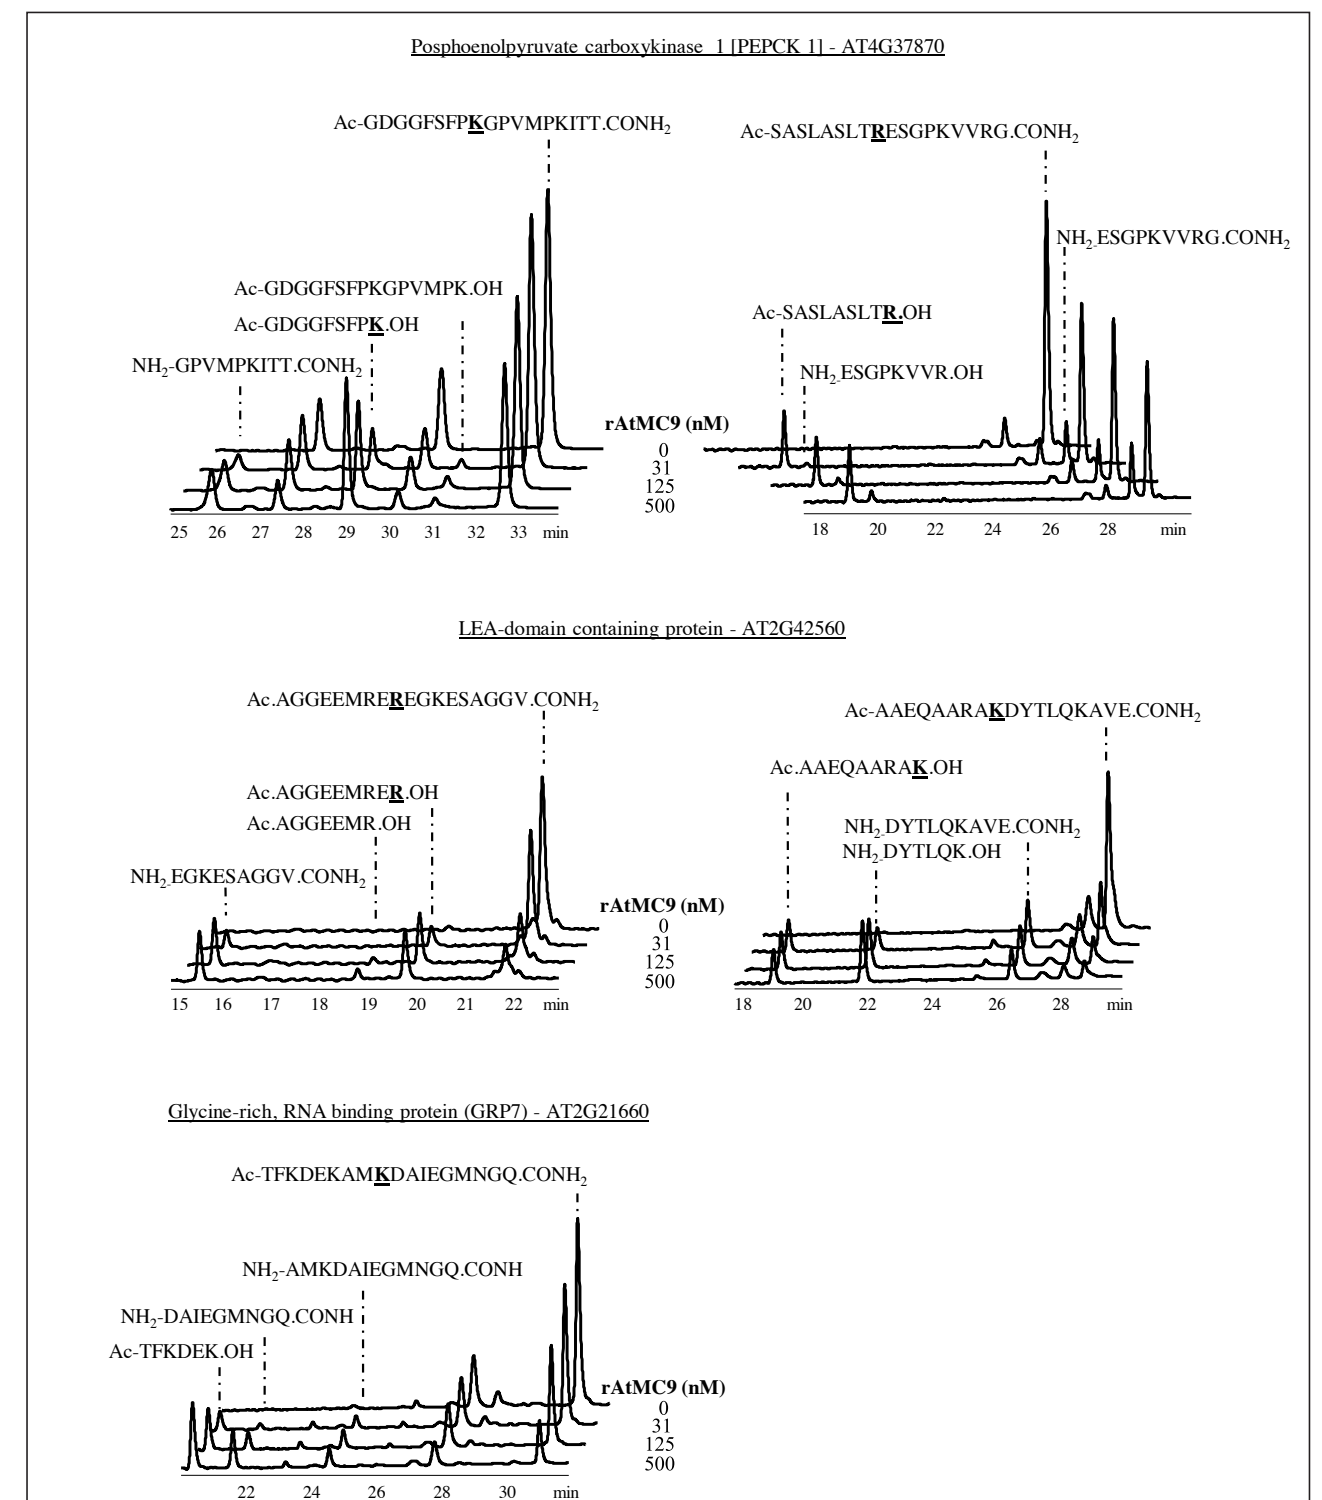 Posphoenolpyruvate carboxykinase 1 [PEPCK 1] - AT4G37870
Ac-GDGGFSFPKGPVMPKITT.CONH2
Ac-GDGGFSFPKGPVMPK.OH
Ac-GDGGFSFPK.OH
NH2-GPVMPKITT.CONH2
25 26 27 28 29 30 31 32 33 min
rAtMC9 (nM)
0
31
125
500
Ac-SASLASLTRESGPKVVRG.CONH2
NH2-ESGPKVVRG.CONH2
Ac-SASLASLTR.OH
NH2-ESGPKVVR.OH
18 20 22 24 26 28 min
LEA-domain containing protein - AT2G42560
Ac.AGGEEMREREGKESAGGV.CONH2
Ac.AGGEEMRER.OH
Ac.AGGEEMR.OH
NH2-EGKESAGGV.CONH2
15 16 17 18 19 20 21 22 min
rAtMC9 (nM)
0
31
125
500
Ac-AAEQAARAKDYTLQKAVE.CONH2
Ac.AAEQAARAK.OH
NH2-DYTLQKAVE.CONH2
NH2-DYTLQK.OH
18 20 22 24 26 28 min
Glycine-rich, RNA binding protein (GRP7) - AT2G21660
Ac-TFKDEKAMKDAIEGMNGQ.CONH2
NH2-AMKDAIEGMNGQ.CONH
NH2-DAIEGMNGQ.CONH
Ac-TFKDEK.OH
rAtMC9 (nM)
0
31
125
500
22 24 26 28 30 min